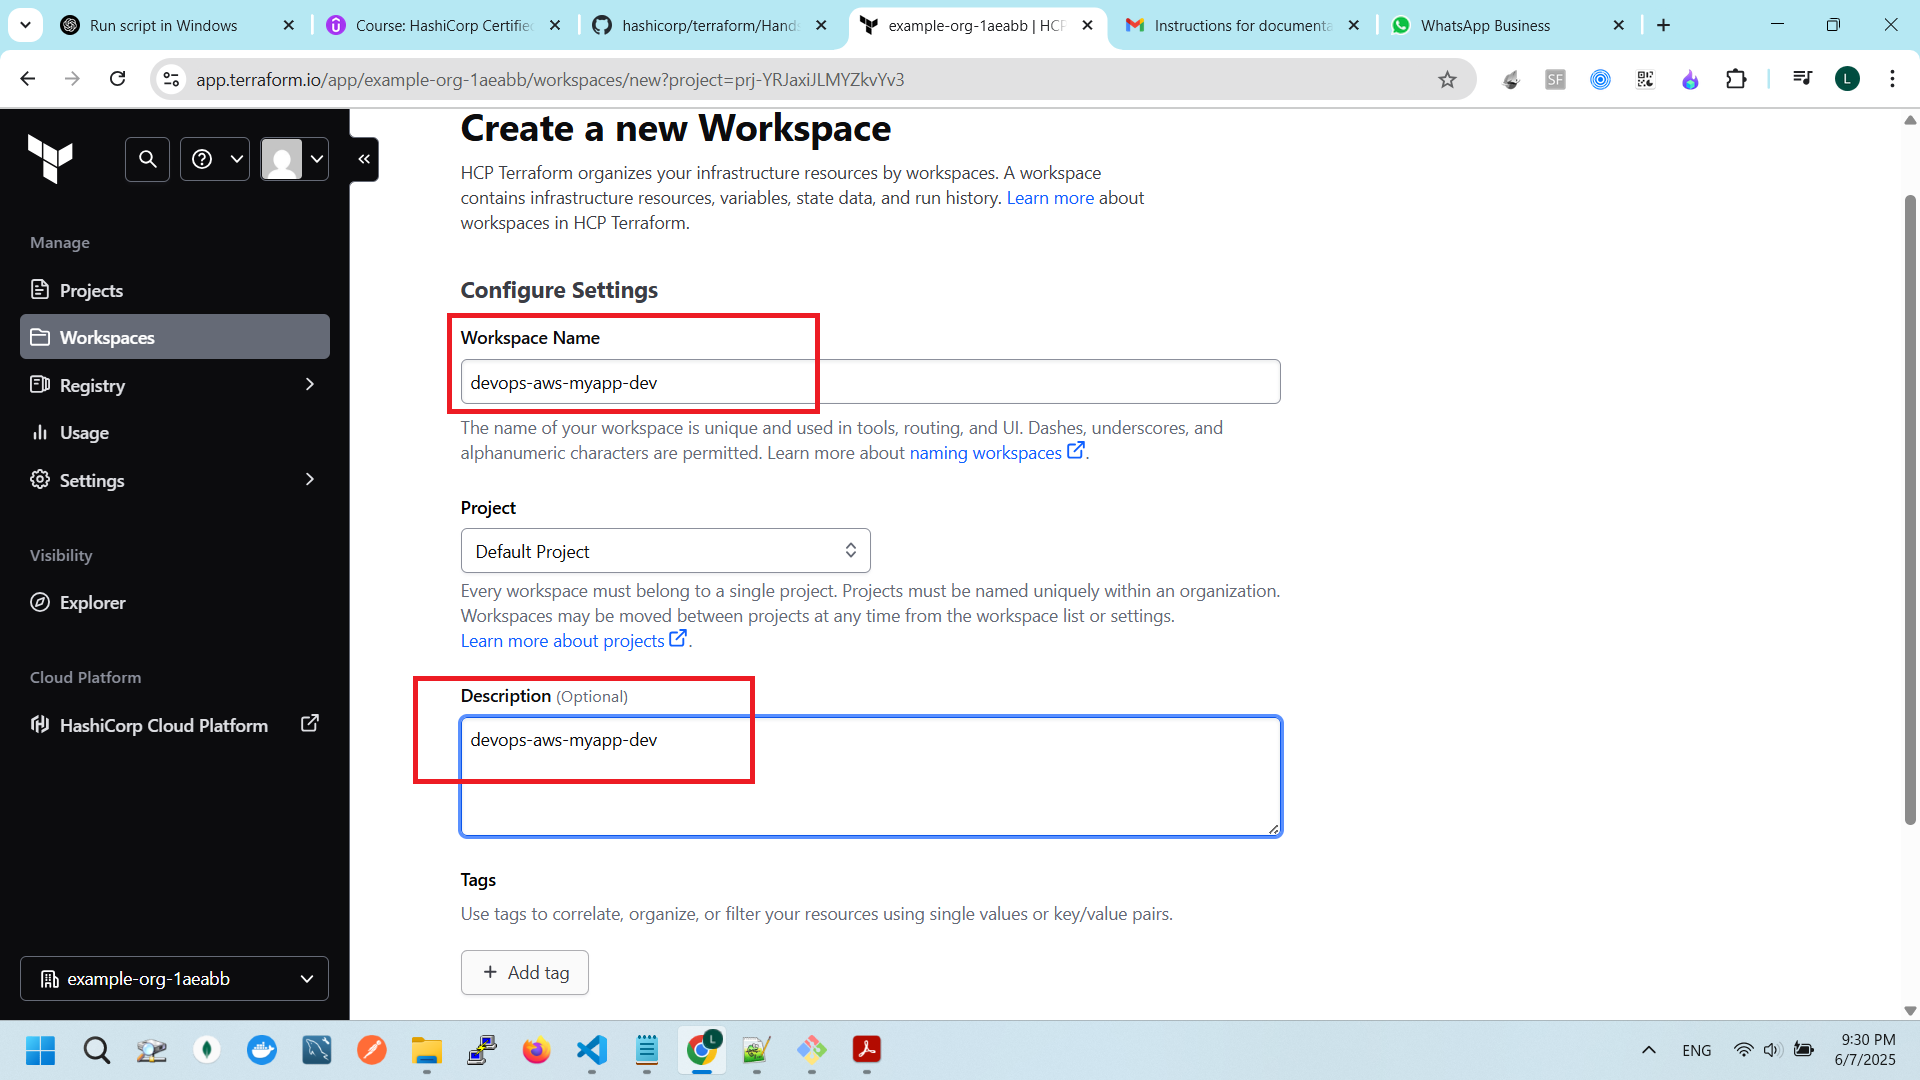 Run script in Windows
Course: HashiCorp Certifie
hashicorp/terraform/Hands
example-org-1aeabb | HCP
Instructions for documenta
WhatsApp Business
app.terraform.io/app/example-org-1aeabb/workspaces/new?project=prj-YRJaxiJLMYZkvYv3
SF
L
Create a new Workspace
HCP Terraform organizes your infrastructure resources by workspaces. A workspace
contains infrastructure resources, variables, state data, and run history. Learn more about
workspaces in HCP Terraform.
Manage
Projects
Workspaces
Registry
Usage
Settings
Visibility
Explorer
Cloud Platform
HashiCorp Cloud Platform
example-org-1aeabb
Configure Settings
Workspace Name
devops-aws-myapp-dev
The name of your workspace is unique and used in tools, routing, and UI. Dashes, underscores, and
alphanumeric characters are permitted. Learn more about naming workspaces .
Project
Default Project
Every workspace must belong to a single project. Projects must be named uniquely within an organization.
Workspaces may be moved between projects at any time from the workspace list or settings.
Learn more about projects .
Description (Optional)
devops-aws-myapp-dev
Tags
Use tags to correlate, organize, or filter your resources using single values or key/value pairs.
+ Add tag
L
ENG
9:30 PM
6/7/2025